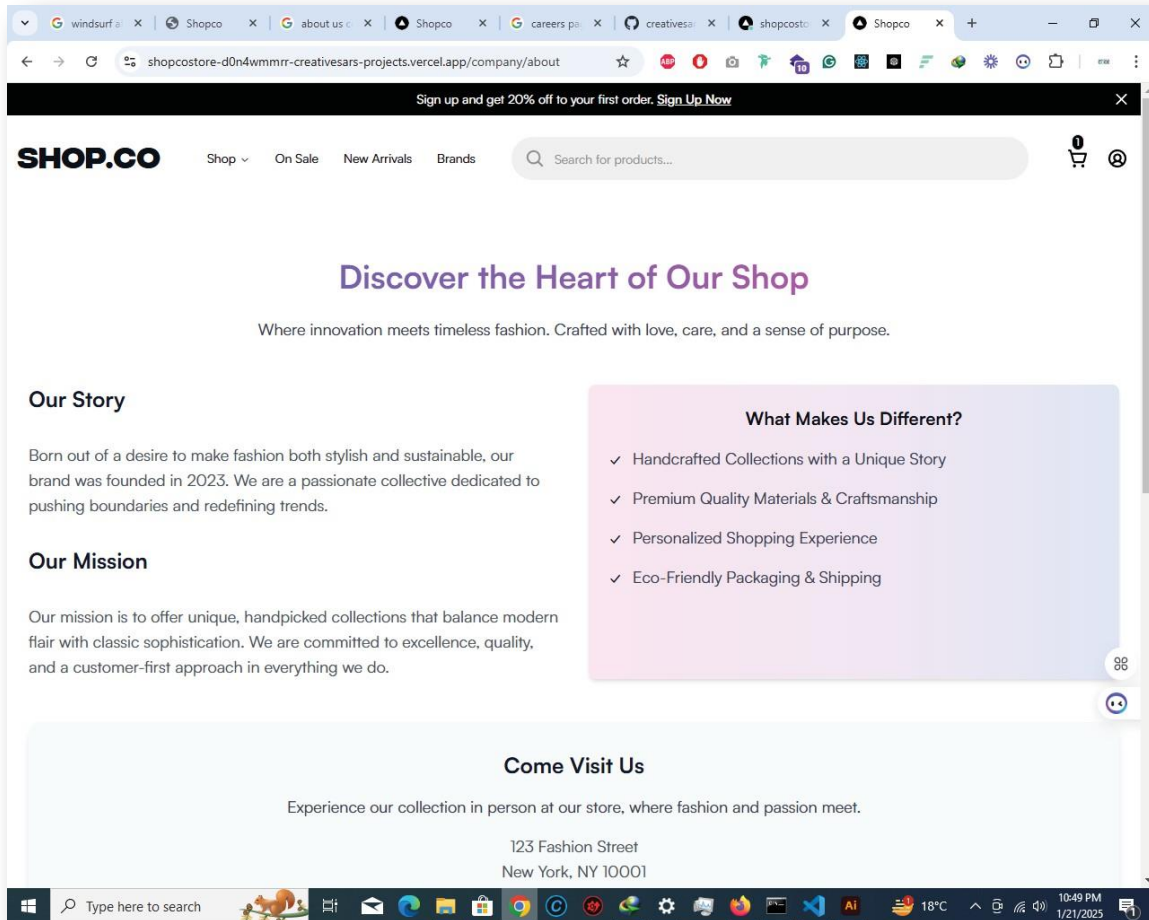 windsurf a
Shopco
about us c
Shopco
careers pa
creativesa
shopcosto
Shopco
shopcostore-d0n4wmmrr-creativesars-projects.vercel.app/company/about
ABP
10
Sign up and get 20% off to your first order. Sign Up Now
SHOP.CO
Shop
On Sale
New Arrivals
Brands
Search for products...
1
Discover the Heart of Our Shop
Where innovation meets timeless fashion. Crafted with love, care, and a sense of purpose.
Our Story
Born out of a desire to make fashion both stylish and sustainable, our
brand was founded in 2023. We are a passionate collective dedicated to
pushing boundaries and redefining trends.
Our Mission
Our mission is to offer unique, handpicked collections that balance modern
flair with classic sophistication. We are committed to excellence, quality,
and a customer-first approach in everything we do.
What Makes Us Different?
Handcrafted Collections with a Unique Story
Premium Quality Materials & Craftsmanship
Personalized Shopping Experience
Eco-Friendly Packaging & Shipping
Come Visit Us
Experience our collection in person at our store, where fashion and passion meet.
123 Fashion Street
New York, NY 10001
Type here to search
Ai
18°C
10:49 PM
1/21/2025
1